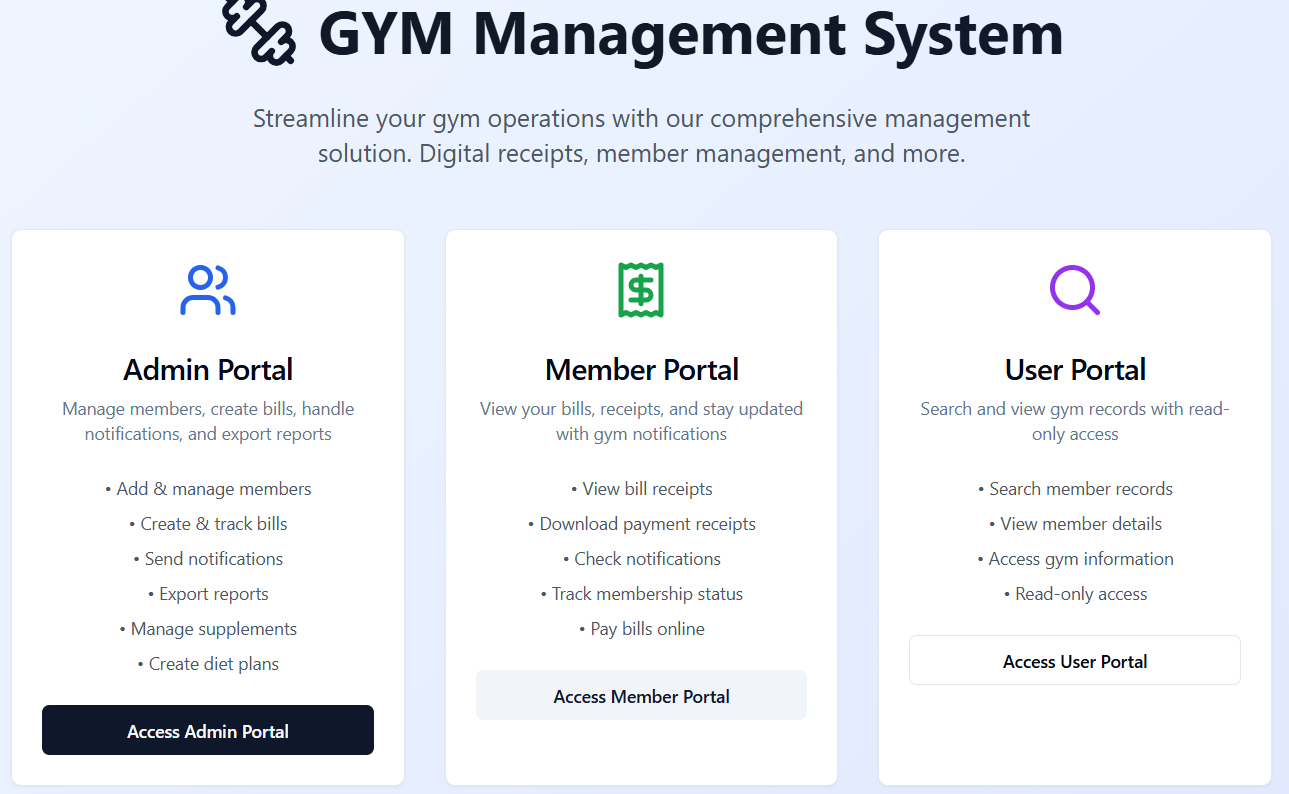 GYM Management System
Streamline your gym operations with our comprehensive management
solution. Digital receipts, member management, and more.
Admin Portal
Manage members, create bills, handle
notifications, and export reports
• Add & manage members
• Create & track bills
• Send notifications
• Export reports
• Manage supplements
• Create diet plans
Access Admin Portal
Member Portal
View your bills, receipts, and stay updated
with gym notifications
• View bill receipts
• Download payment receipts
• Check notifications
• Track membership status
• Pay bills online
Access Member Portal
User Portal
Search and view gym records with read-
only access
• Search member records
• View member details
• Access gym information
• Read-only access
Access User Portal